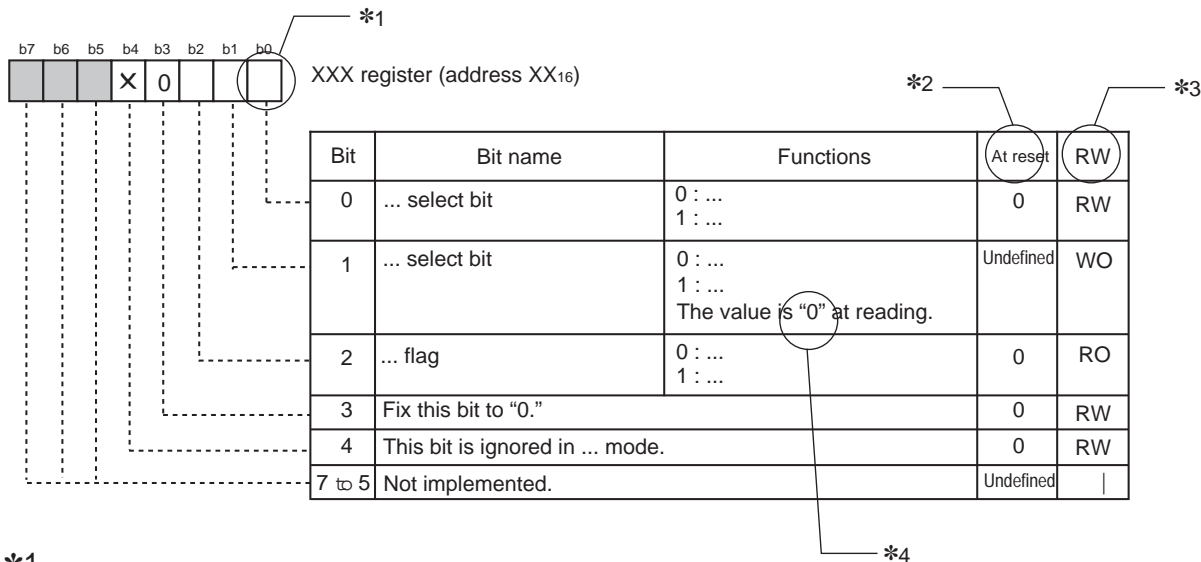 ✽1
b7 b6 b5 b4 b3 b2 b1 b0
× 0
XXX register (address XX16)
✽2
✽3
Bit Bit name Functions At reset RW
0 ... select bit 0 : ... 0 RW
1 : ...
1 ... select bit 0 : ... Undefined WO
1 : ...
The value is “0” at reading.
2 ... flag 0 : ... 0 RO
1 : ...
3 Fix this bit to “0.” 0 RW
4 This bit is ignored in ... mode. 0 RW
7 to 5 Not implemented. Undefined |
✽4
✽1